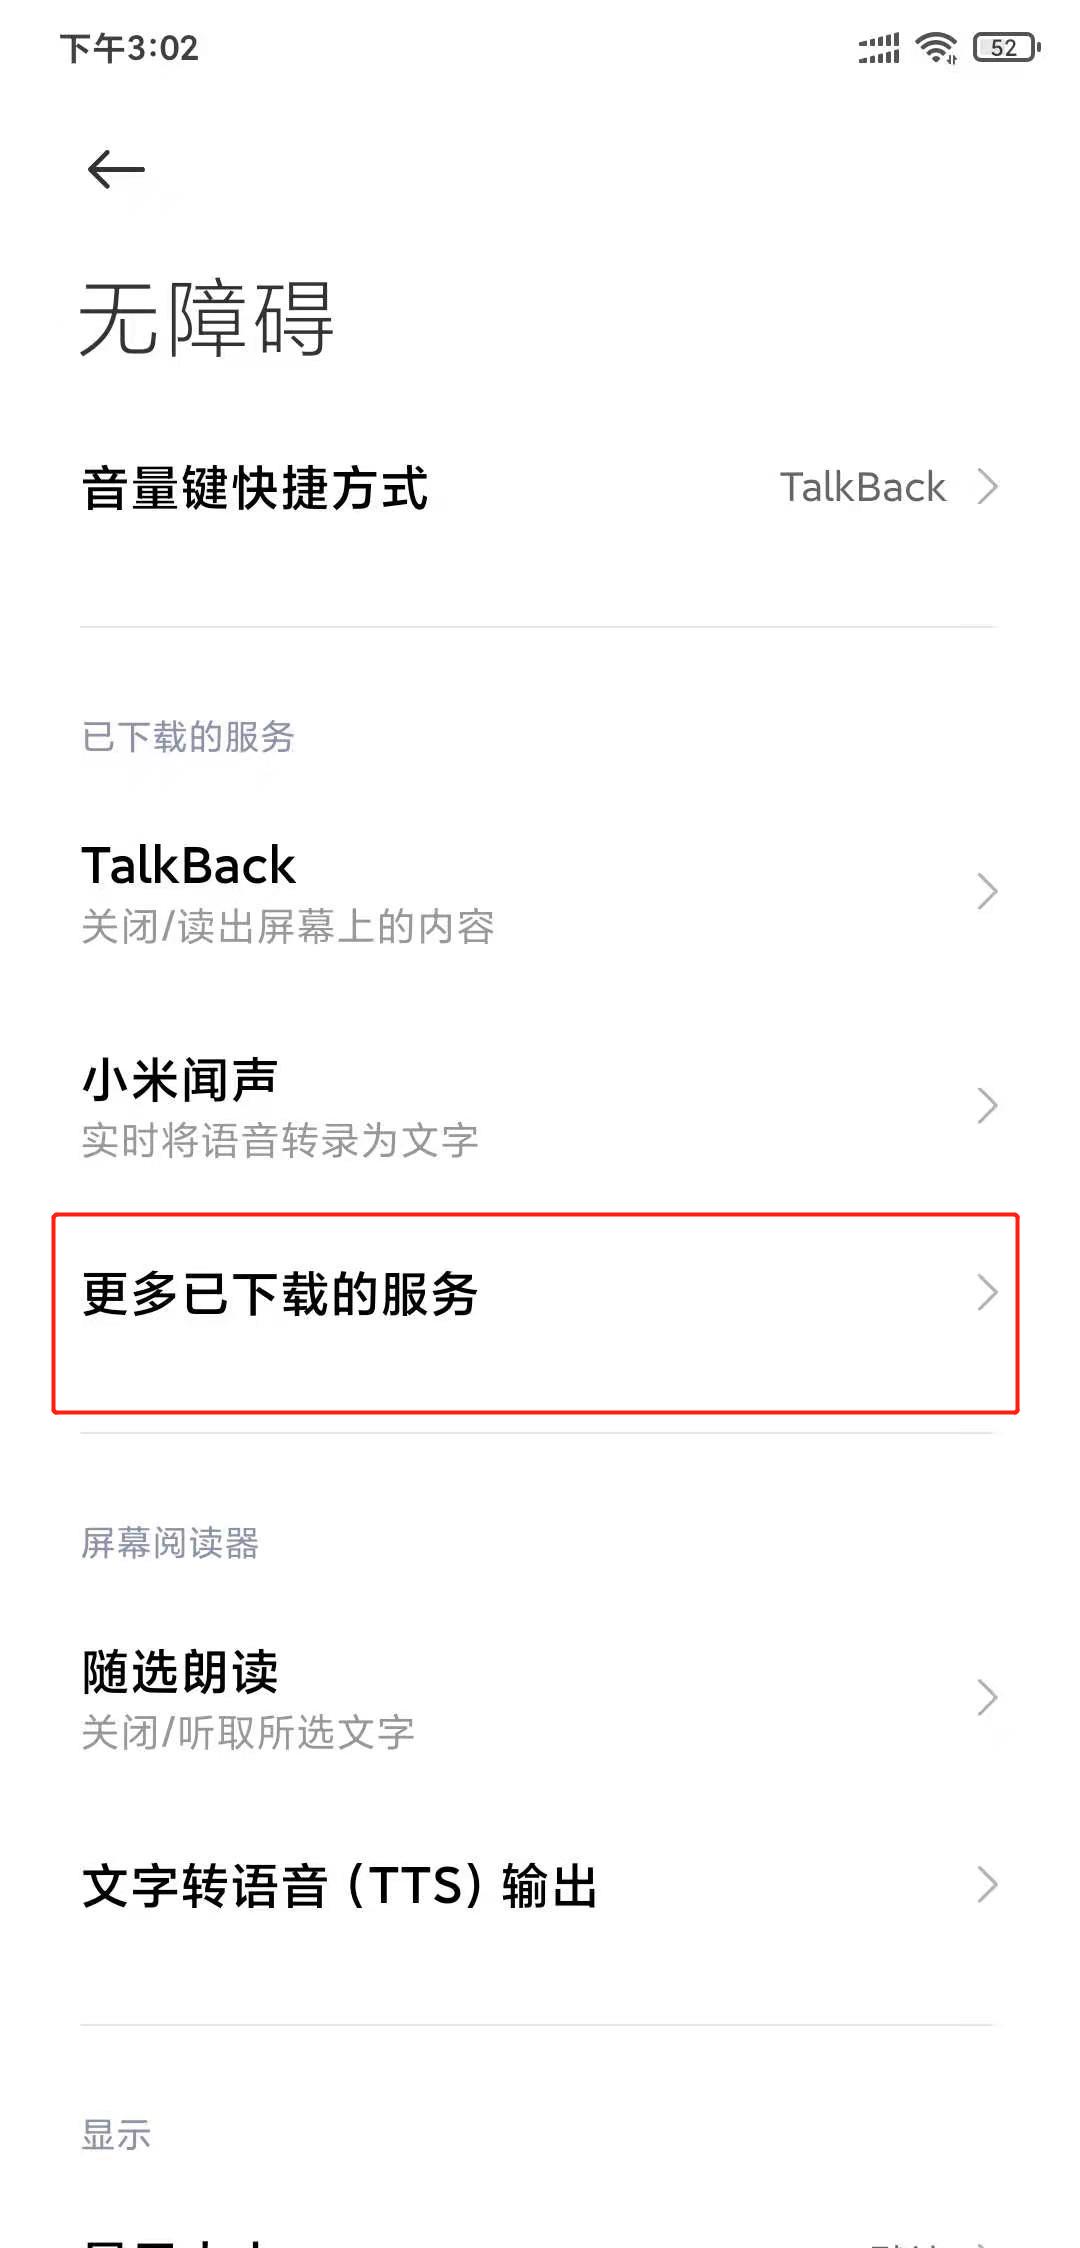 下午3:02
52
无障碍
音量键快捷方式 TalkBack
已下载的服务
TalkBack
关闭/读出屏幕上的内容
小米闻声
实时将语音转录为文字
更多已下载的服务
屏幕阅读器
随选朗读
关闭/听取所选文字
文字转语音 (TTS) 输出
显示